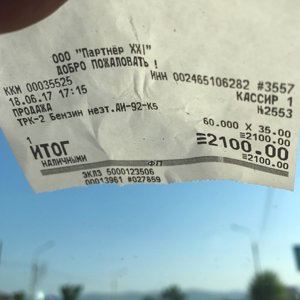 ООО "Партнёр XXI"
ДОБРО ПОЖАЛОВАТЬ !
ККМ 00035525 ИНН 002465106282 #3557
18.06.17 17:15 КАССИР 1
ПРОДАЖА №2553
ТРК-2 Бензин неэт.АИ-92-К5
60.000 X 35.00
1 ≡2100.00
ИТОГ ≡2100.00
НАЛИЧНЫМИ ≡2100.00
ФП
ЭКЛЗ 5000123506
00013961 #027859